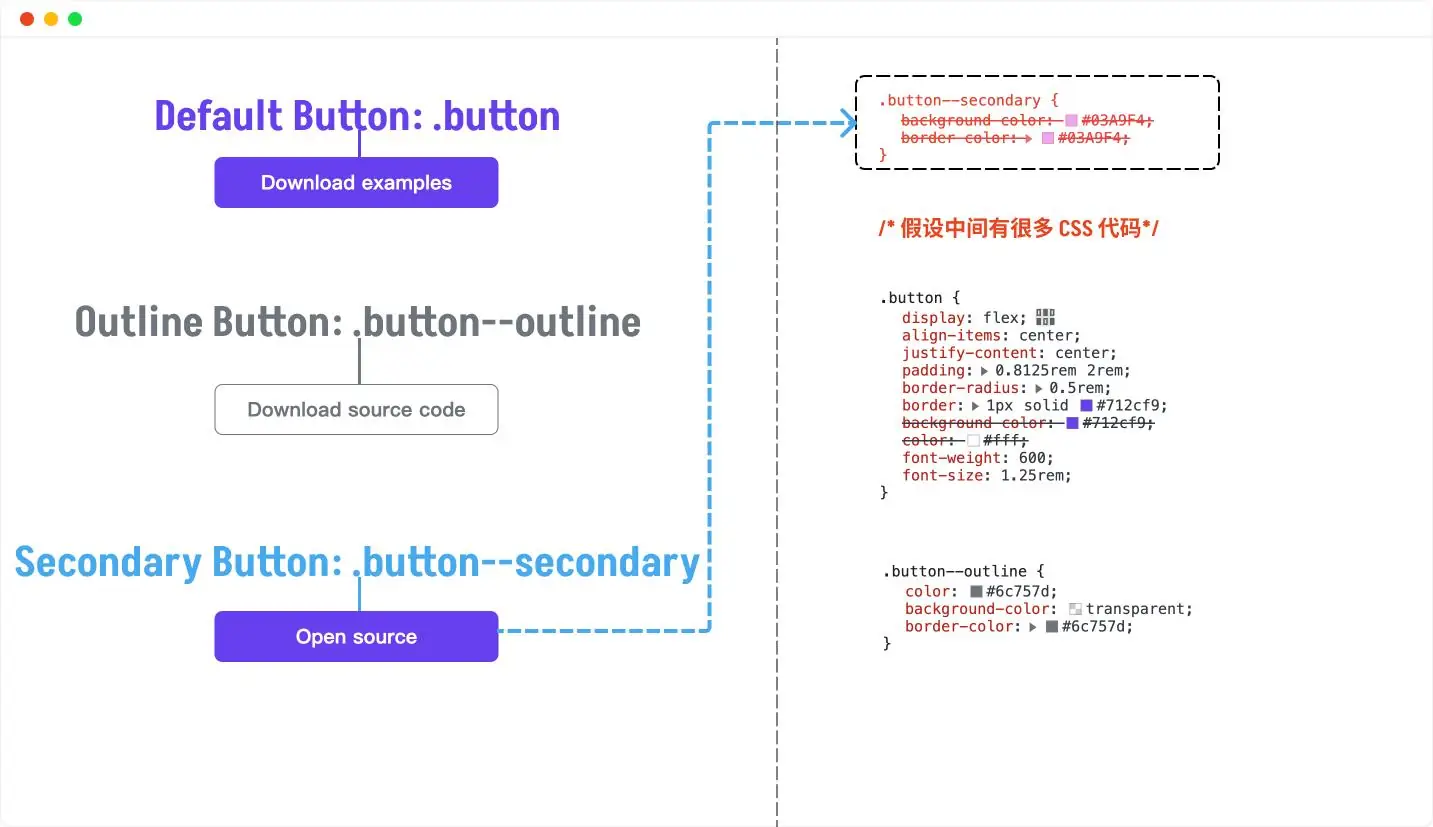 Default Button: .button
Download examples
Outline Button: .button--outline
Download source code
Secondary Button: .button--secondary
Open source
.button--secondary {
background-color: #03A9F4;
border-color: #03A9F4;
}
/* 假设中间有很多 CSS 代码*/
.button {
display: flex;
align-items: center;
justify-content: center;
padding: 0.8125rem 2rem;
border-radius: 0.5rem;
border: 1px solid #712cf9;
background-color: #712cf9;
color: #fff;
font-weight: 600;
font-size: 1.25rem;
}
.button--outline {
color: #6c757d;
background-color: transparent;
border-color: #6c757d;
}